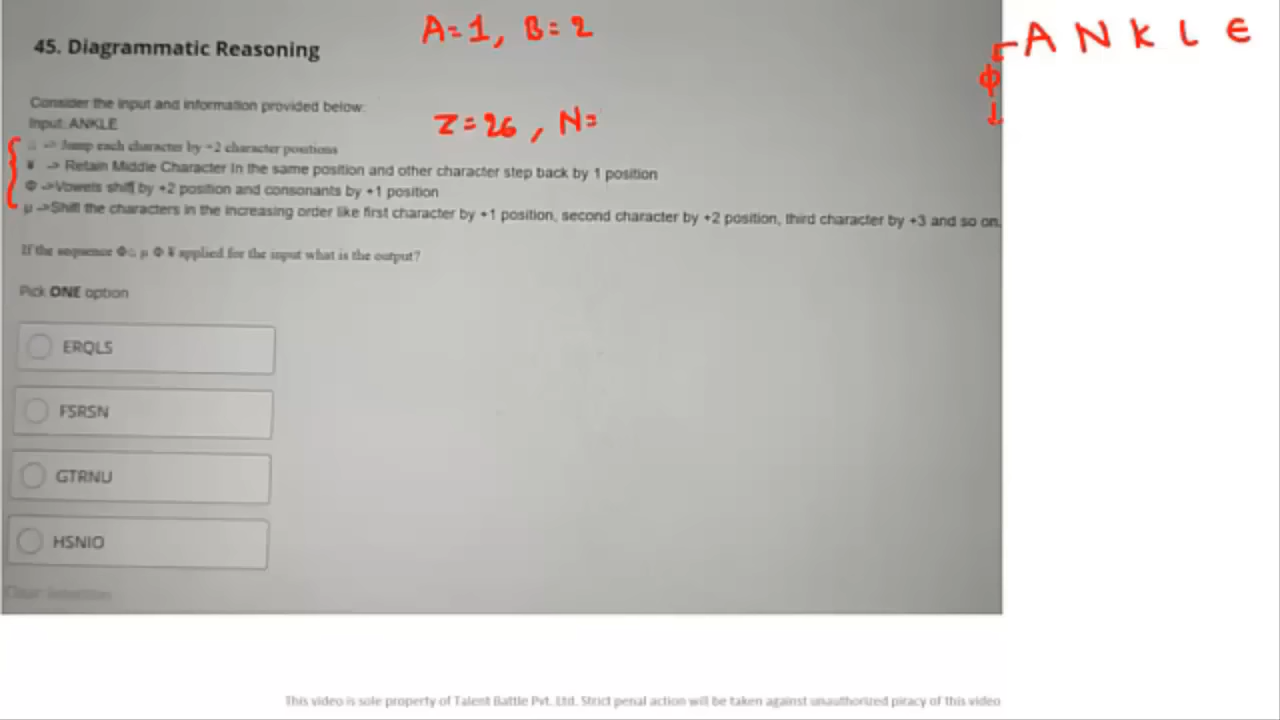 A=1, B=2
45. Diagrammatic Reasoning
A N K L E
Φ
Consider the input and information provided below:
Input: ANKLE
Z=26, N=
-> Jump each character by +2 character positions
¥ -> Retain Middle Character In the same position and other character step back by 1 position
Φ ->Vowels shift by +2 position and consonants by +1 position
μ ->Shift the characters in the increasing order like first character by +1 position, second character by +2 position, third character by +3 and so on.
If the sequence Φ∴ μ Φ ¥ applied for the input what is the output?
Pick ONE option
ERQLS
FSRSN
GTRNU
HSNIO
Clear Selection
This video is sole property of Talent Battle Pvt. Ltd. Strict penal action will be taken against unauthorized piracy of this video